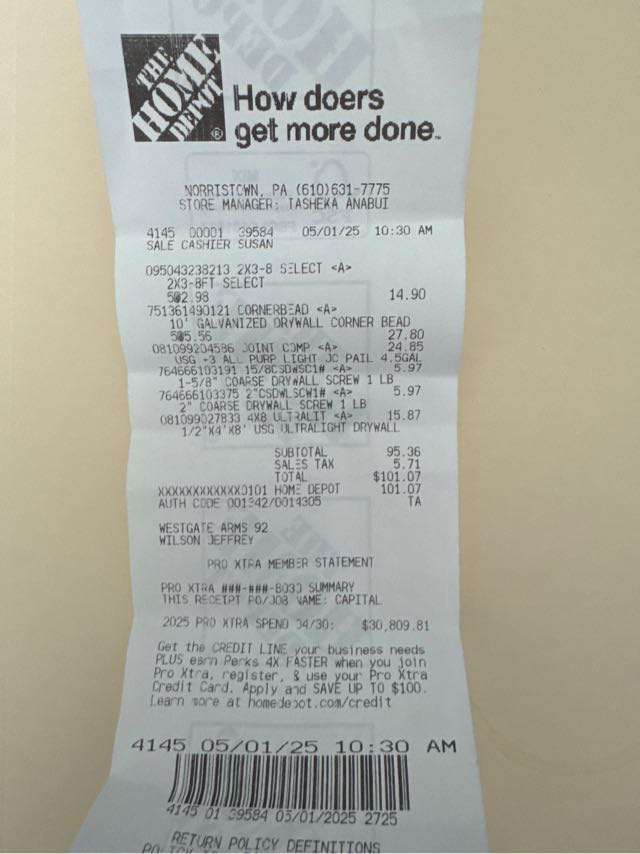 THE
HOME
DEPOT
®
How doers
get more done™
NORRISTOWN, PA (610)631-7775
STORE MANAGER: TASHEKA ANABUI
4145 00001 39584 05/01/25 10:30 AM
SALE CASHIER SUSAN
095043238213 2X3-8 SELECT <A>
2X3-8FT SELECT
5@2.98 14.90
751361490121 CORNERBEAD <A>
10' GALVANIZED DRYWALL CORNER BEAD
5@5.56 27.80
081099204586 JOINT COMP <A> 24.85
USG +3 ALL PURP LIGHT JC PAIL 4.5GAL
764666103191 15/8CSDWSC1# <A> 5.97
1-5/8" COARSE DRYWALL SCREW 1 LB
764666103375 2"CSDWLSCW1# <A> 5.97
2" COARSE DRYWALL SCREW 1 LB
081099027833 4X8 ULTRALIT <A> 15.87
1/2"X4'X8' USG ULTRALIGHT DRYWALL
SUBTOTAL 95.36
SALES TAX 5.71
TOTAL $101.07
XXXXXXXXXXXX0101 HOME DEPOT 101.07
AUTH CODE 001342/0014305 TA
WESTGATE ARMS 92
WILSON JEFFREY
PRO XTRA MEMBER STATEMENT
PRO XTRA ###-###-8030 SUMMARY
THIS RECEIPT PO/JOB NAME: CAPITAL
2025 PRO XTRA SPEND 04/30: $30,809.81
Get the CREDIT LINE your business needs
PLUS earn Perks 4X FASTER when you join
Pro Xtra, register, & use your Pro Xtra
Credit Card. Apply and SAVE UP TO $100.
Learn more at homedepot.com/credit
4145 05/01/25 10:30 AM
4145 01 39584 05/01/2025 2725
RETURN POLICY DEFINITIONS